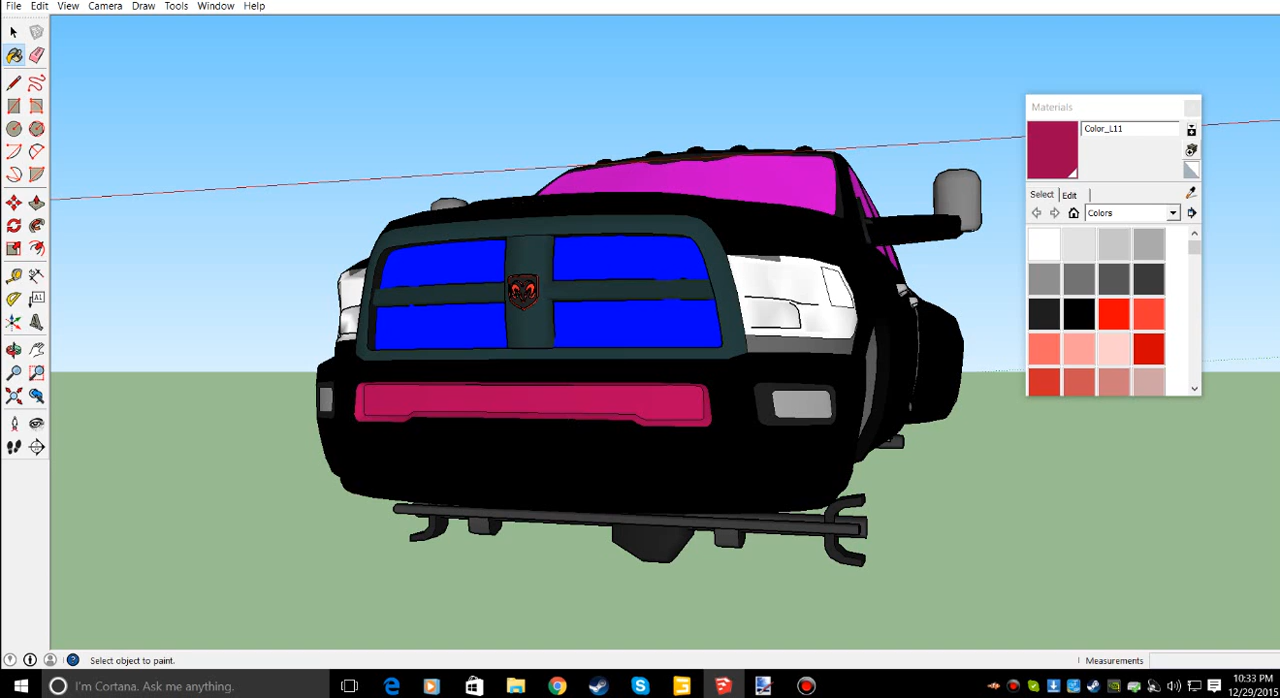 File Edit View Camera Draw Tools Window Help
Materials
Color_L11
Select Edit
Colors
Select object to paint.
Measurements
I'm Cortana. Ask me anything.
10:33 PM
12/29/2015